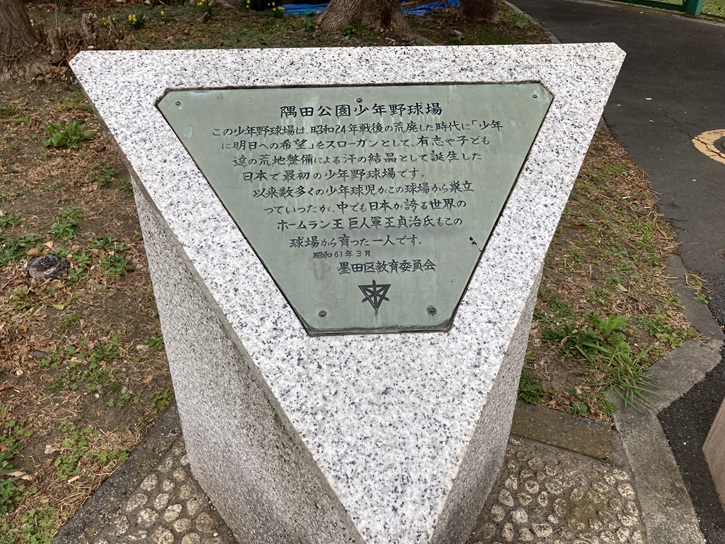 隅田公園少年野球場
この少年野球場は、昭和24年戦後の荒廃した時代に「少年
に明日への希望」をスローガンとして、有志や子ども
達の荒地整備による汗の結晶として誕生した
日本で最初の少年野球場です。
以来数多くの少年球児がこの球場から巣立
っていったが、中でも日本が誇る世界の
ホームラン王 巨人軍王貞治氏もこの
球場から育った一人です。
昭和61年3月
墨田区教育委員会